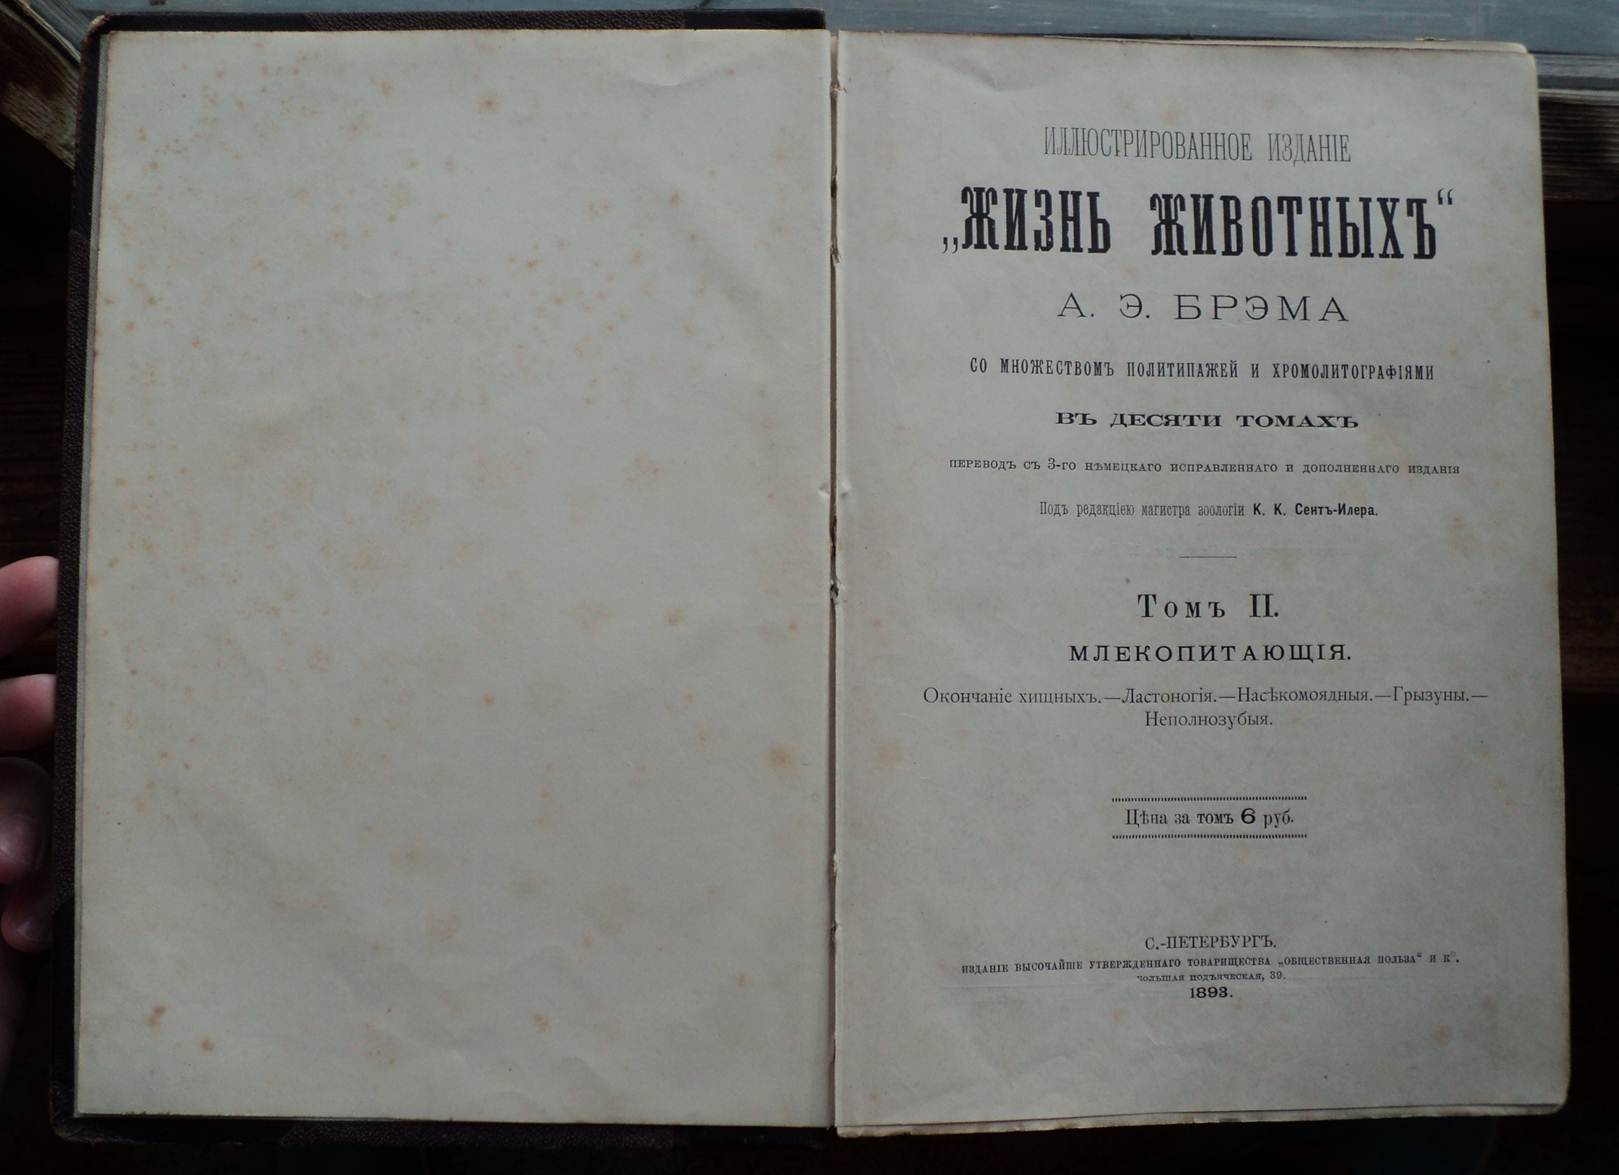 ИЛЛЮСТРИРОВАННОЕ ИЗДАНІЕ
„ЖИЗНЬ ЖИВОТНЫХЪ“
А. Э. БРЭМА
СО МНОЖЕСТВОМЪ ПОЛИТИПАЖЕЙ И ХРОМОЛИТОГРАФІЯМИ
ВЪ ДЕСЯТИ ТОМАХЪ
ПЕРЕВОДЪ СЪ 3-ГО НѢМЕЦКАГО ИСПРАВЛЕННАГО И ДОПОЛНЕННАГО ИЗДАНІЯ
Подъ редакціею магистра зоологіи К. К. Сентъ-Илера.
Томъ II.
МЛЕКОПИТАЮЩІЯ.
Окончаніе хищныхъ.—Ластоногія.—Насѣкомоядныя.—Грызуны.—
Неполнозубыя.
Цѣна за томъ 6 руб.
С.-ПЕТЕРБУРГЪ.
ИЗДАНІЕ ВЫСОЧАЙШЕ УТВЕРЖДЕННАГО ТОВАРИЩЕСТВА „ОБЩЕСТВЕННАЯ ПОЛЬЗА“ И К°.
БОЛЬШАЯ ПОДЪЯЧЕСКАЯ, 39.
1893.